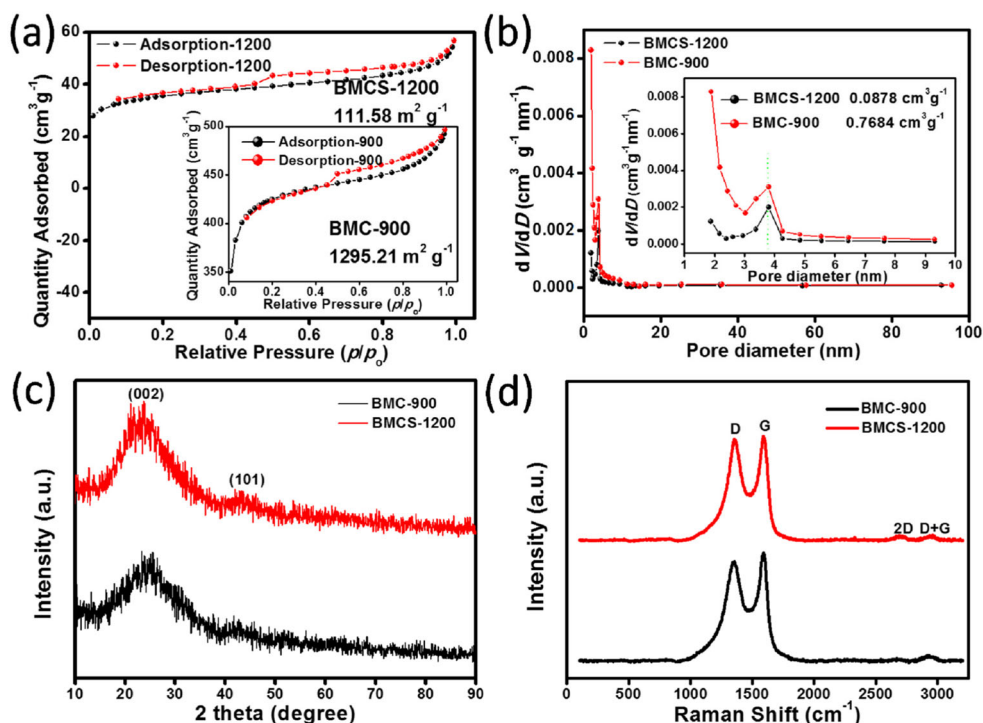 (a)
Quantity Adsorbed (cm³g⁻¹)
60
40
20
0
-20
-40
Adsorption-1200
Desorption-1200
BMCS-1200
111.58 m² g⁻¹
Quantity Adsorbed (cm³g⁻¹)
500
450
400
350
Adsorption-900
Desorption-900
BMC-900
1295.21 m² g⁻¹
0.0 0.2 0.4 0.6 0.8 1.0
Relative Pressure (p/pₒ)
0.0 0.2 0.4 0.6 0.8 1.0
Relative Pressure (p/pₒ)
(b)
dV/dD (cm³g⁻¹ nm⁻¹)
0.008
0.006
0.004
0.002
0.000
BMCS-1200
BMC-900
dV/dD (cm³g⁻¹nm⁻¹)
0.008
0.006
0.004
0.002
0.000
BMCS-1200 0.0878 cm³g⁻¹
BMC-900 0.7684 cm³g⁻¹
1 2 3 4 5 6 7 8 9 10
Pore diameter (nm)
0 20 40 60 80 100
Pore diameter (nm)
(c)
Intensity (a.u.)
(002)
(101)
BMC-900
BMCS-1200
10 20 30 40 50 60 70 80 90
2 theta (degree)
(d)
Intensity (a.u.)
BMC-900
BMCS-1200
D G
2D D+G
0 500 1000 1500 2000 2500 3000
Raman Shift (cm⁻¹)